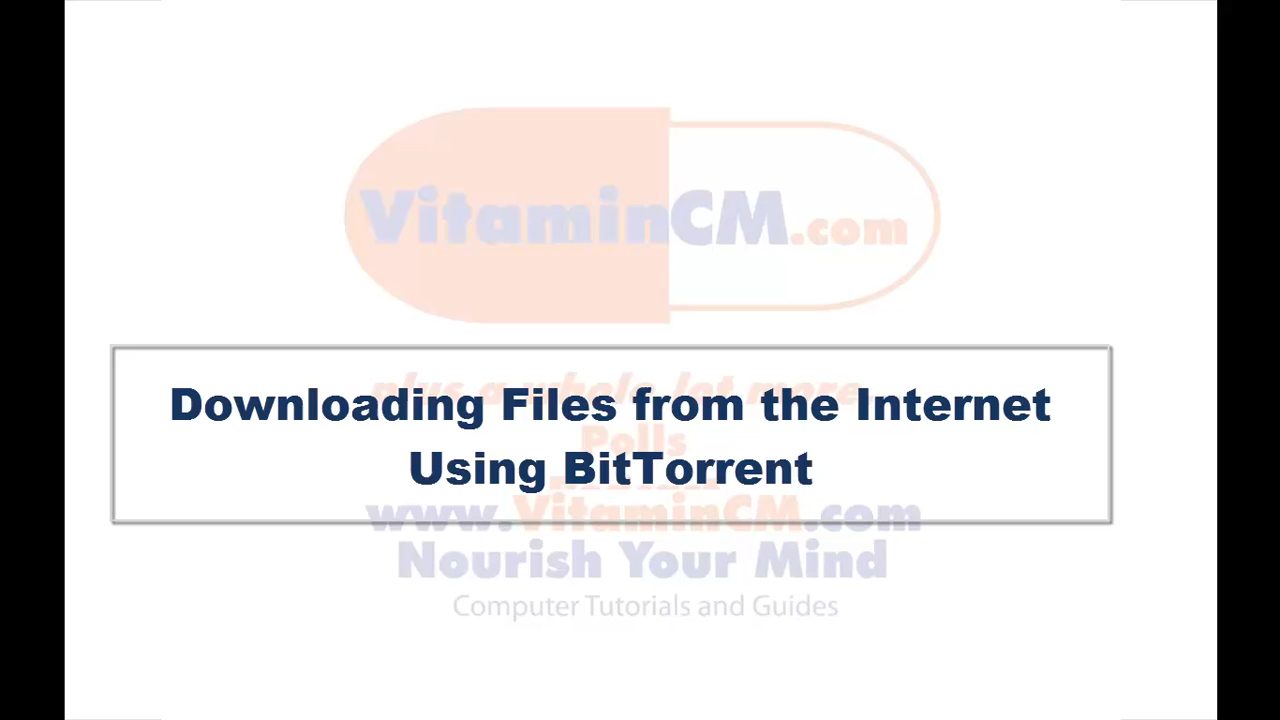 VitaminCM.com
plus a whole lot more
Downloading Files from the Internet
Polls
Using BitTorrent
www.VitaminCM.com
Nourish Your Mind
Computer Tutorials and Guides